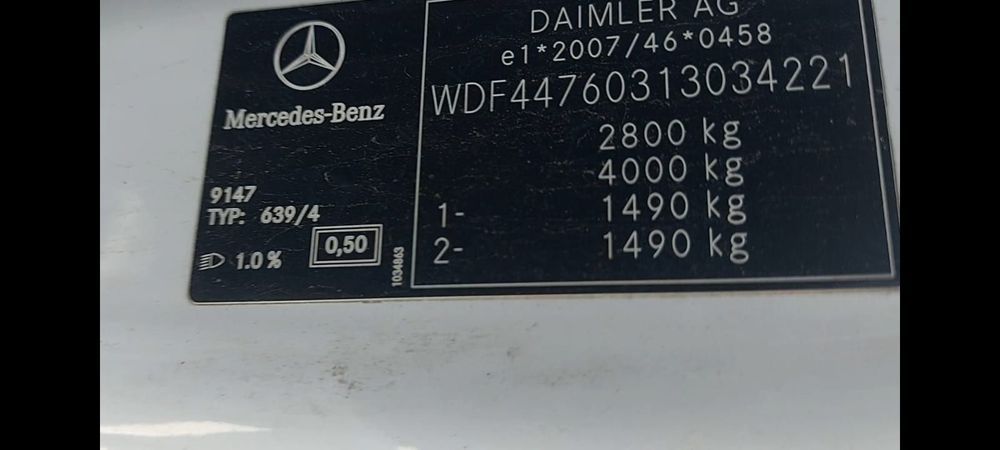 Mercedes-Benz
9147
TYP: 639/4
1.0 %
0,50
1034863
DAIMLER AG
e1*2007/46*0458
WDF44760313034221
2800 kg
4000 kg
1- 1490 kg
2- 1490 kg